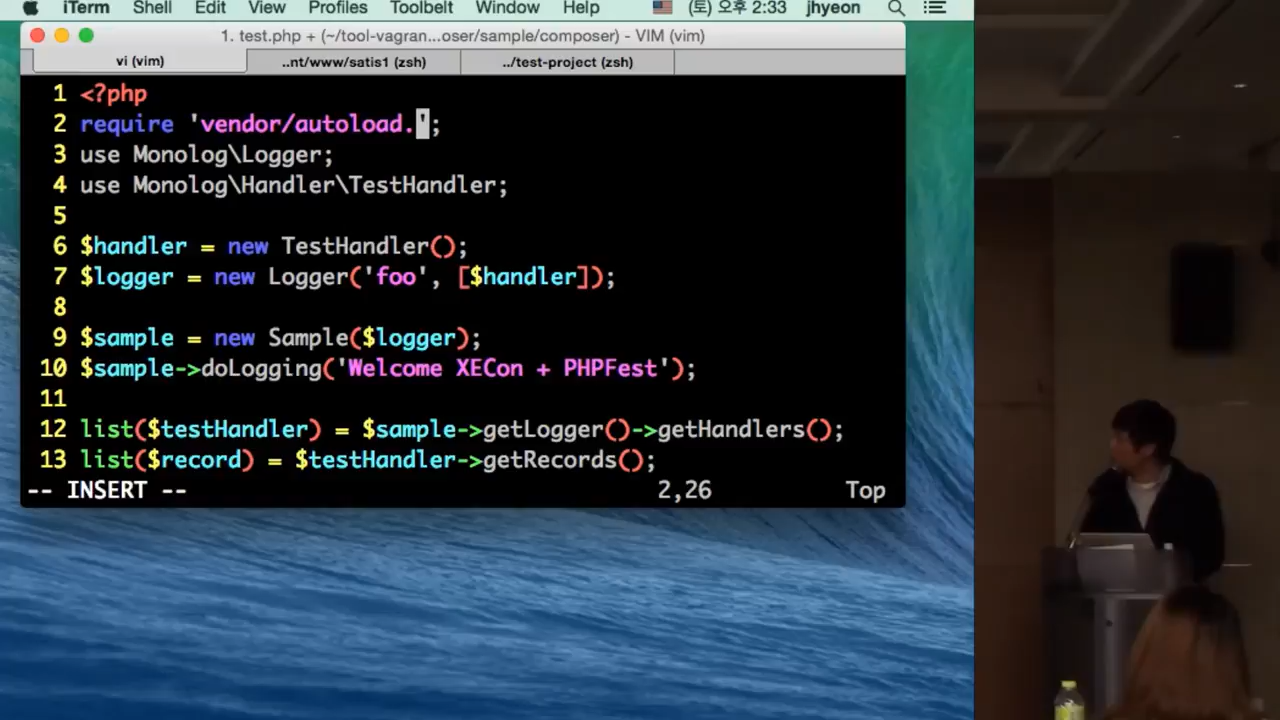 iTerm Shell Edit View Profiles Toolbelt Window Help (토) 오후 2:33 jhyeon
1. test.php + (~/tool-vagran...oser/sample/composer) - VIM (vim)
vi (vim) ..nt/www/satis1 (zsh) ../test-project (zsh)
1 <?php
2 require 'vendor/autoload.';
3 use Monolog\Logger;
4 use Monolog\Handler\TestHandler;
5
6 $handler = new TestHandler();
7 $logger = new Logger('foo', [$handler]);
8
9 $sample = new Sample($logger);
10 $sample->doLogging('Welcome XECon + PHPFest');
11
12 list($testHandler) = $sample->getLogger()->getHandlers();
13 list($record) = $testHandler->getRecords();
-- INSERT -- 2,26 Top